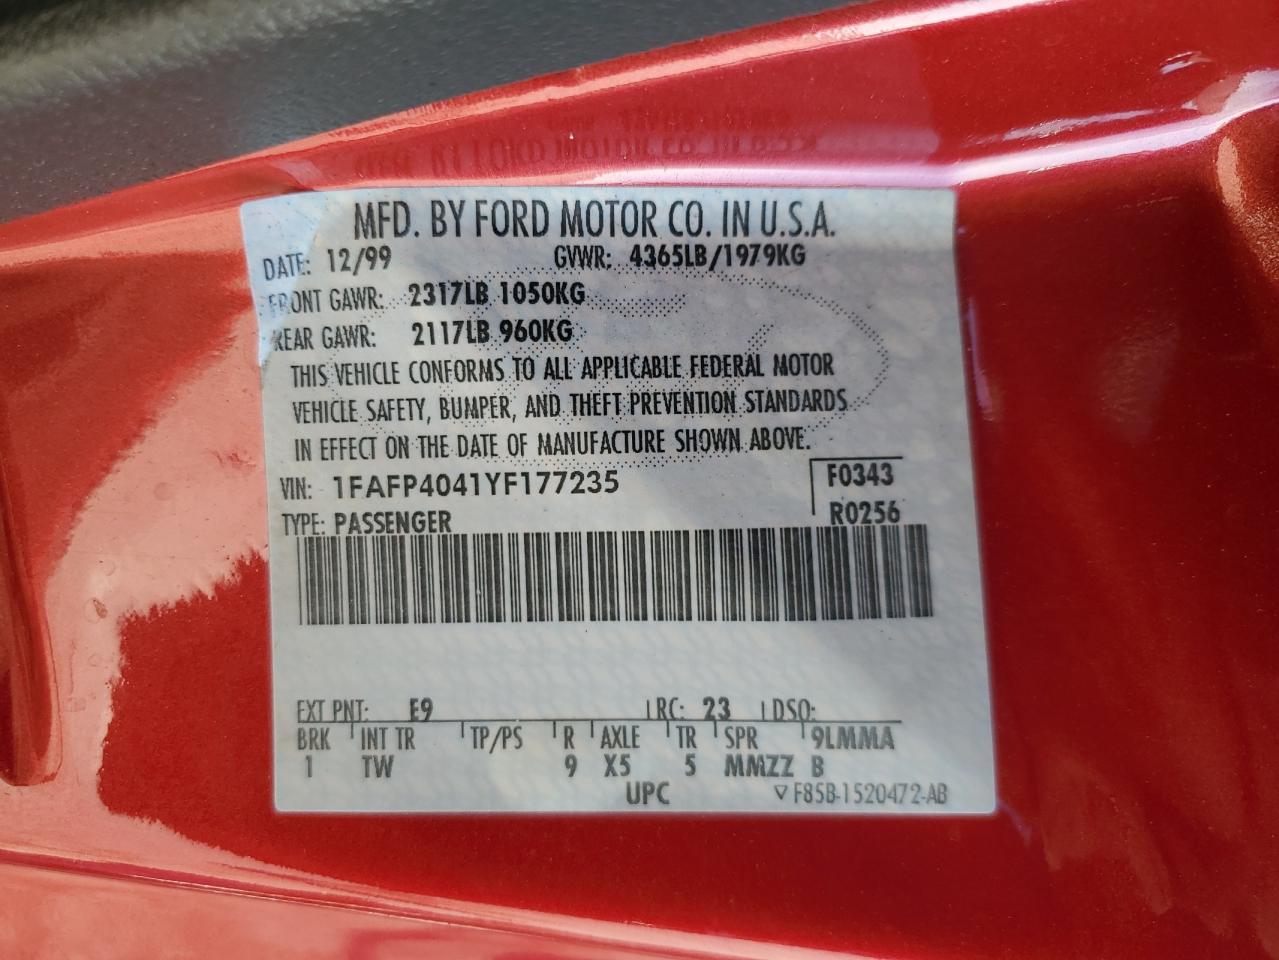 MFD. BY FORD MOTOR CO. IN U.S.A.
DATE: 12/99 GVWR: 4365LB/1979KG
FRONT GAWR: 2317LB 1050KG
REAR GAWR: 2117LB 960KG
THIS VEHICLE CONFORMS TO ALL APPLICABLE FEDERAL MOTOR
VEHICLE SAFETY, BUMPER, AND THEFT PREVENTION STANDARDS
IN EFFECT ON THE DATE OF MANUFACTURE SHOWN ABOVE.
VIN: 1FAFP4041YF177235 F0343
TYPE: PASSENGER R0256
EXT PNT: E9 RC: 23 DSO:
BRK INT TR TP/PS R AXLE TR SPR 9LMMA
1 TW 9 X5 5 MMZZ B
UPC ▽F85B-1520472-AB